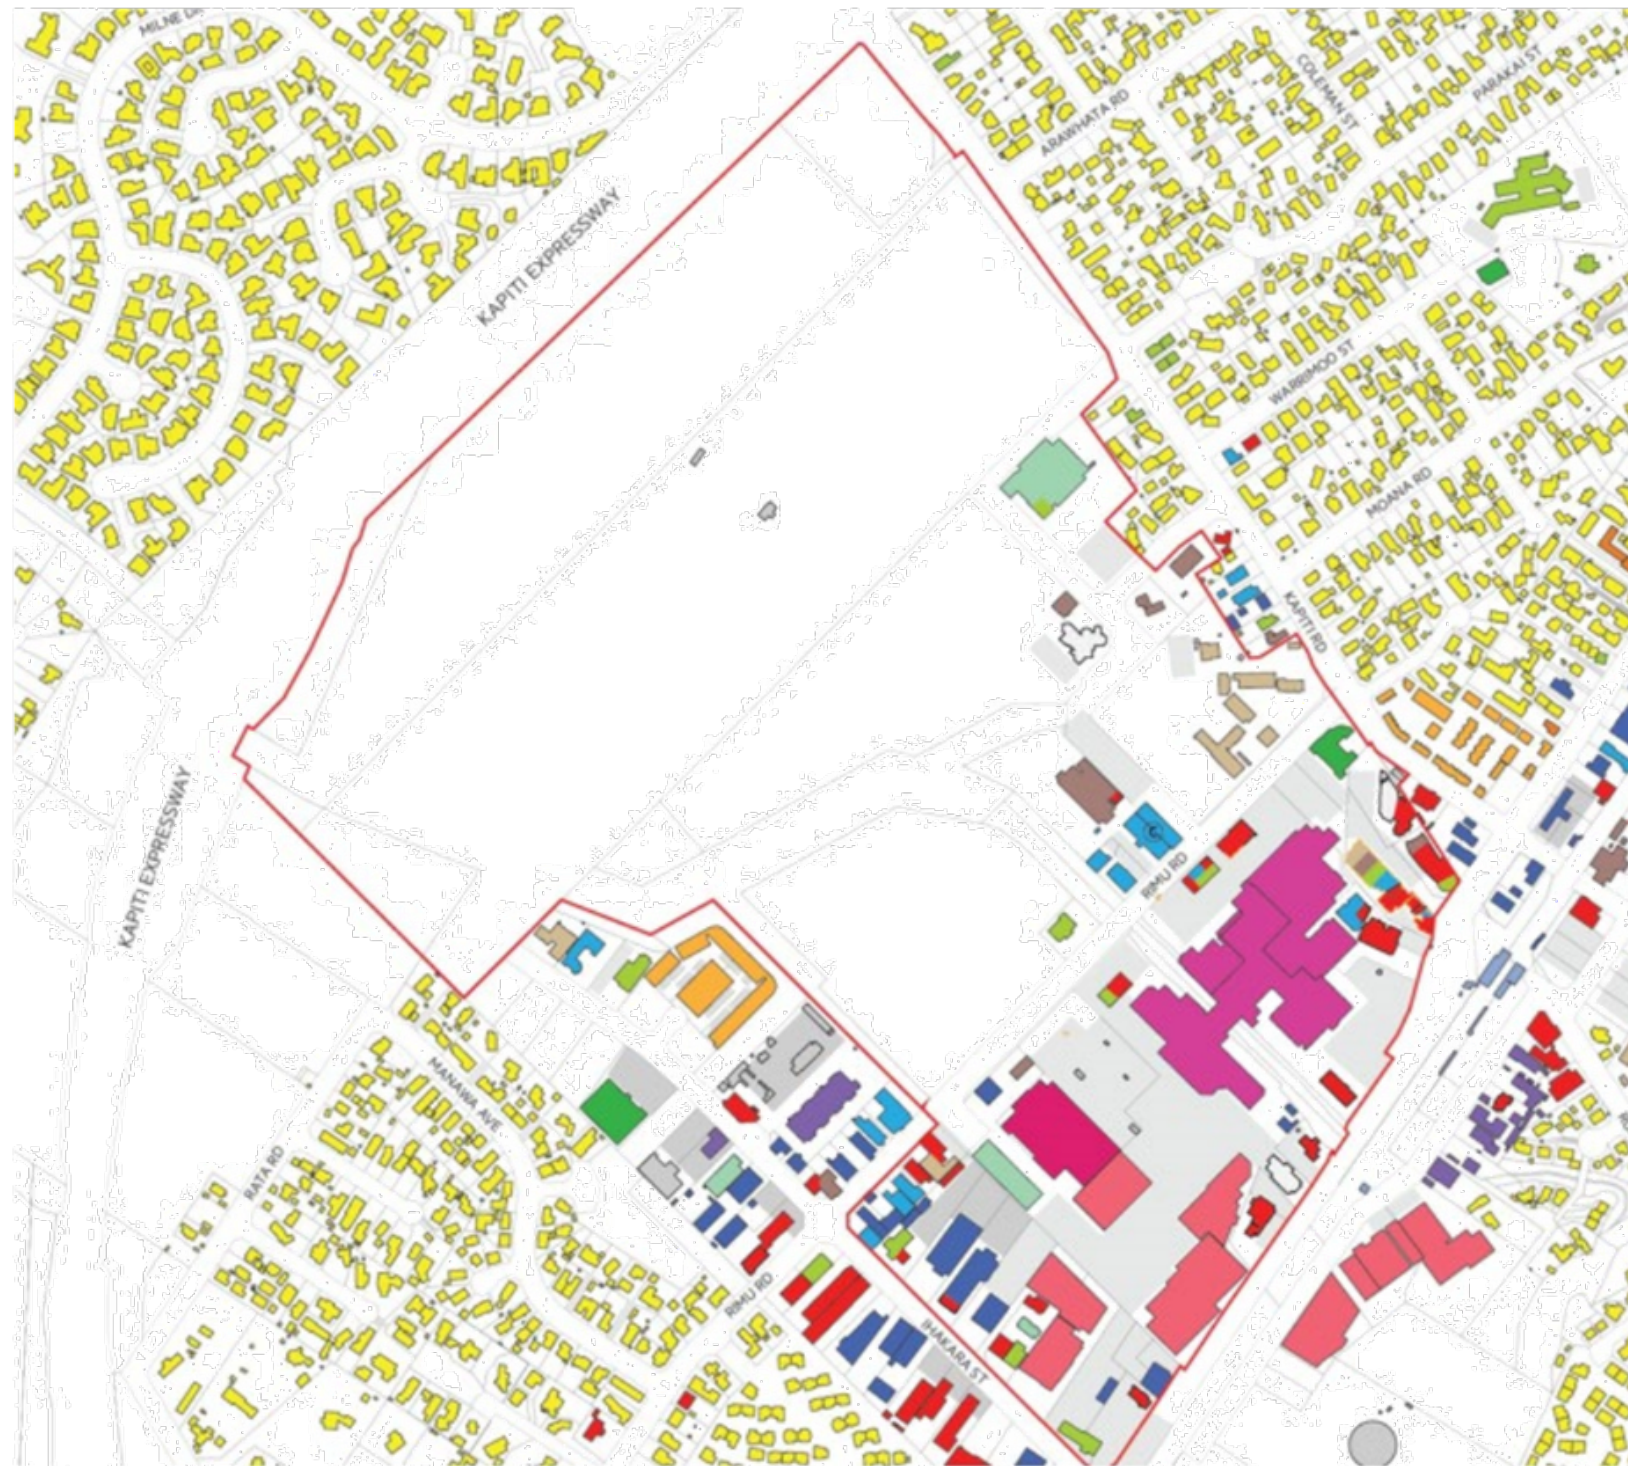 MILNE DR
COLEMAN ST
PARAKAI ST
ARAWHATA RD
KAPITI EXPRESSWAY
WARRIMOO ST
MOANA RD
KAPITI RD
KAPITI EXPRESSWAY
RIMU RD
MANAWA AVE
RATA RD
RIMU RD
IHAKARA ST